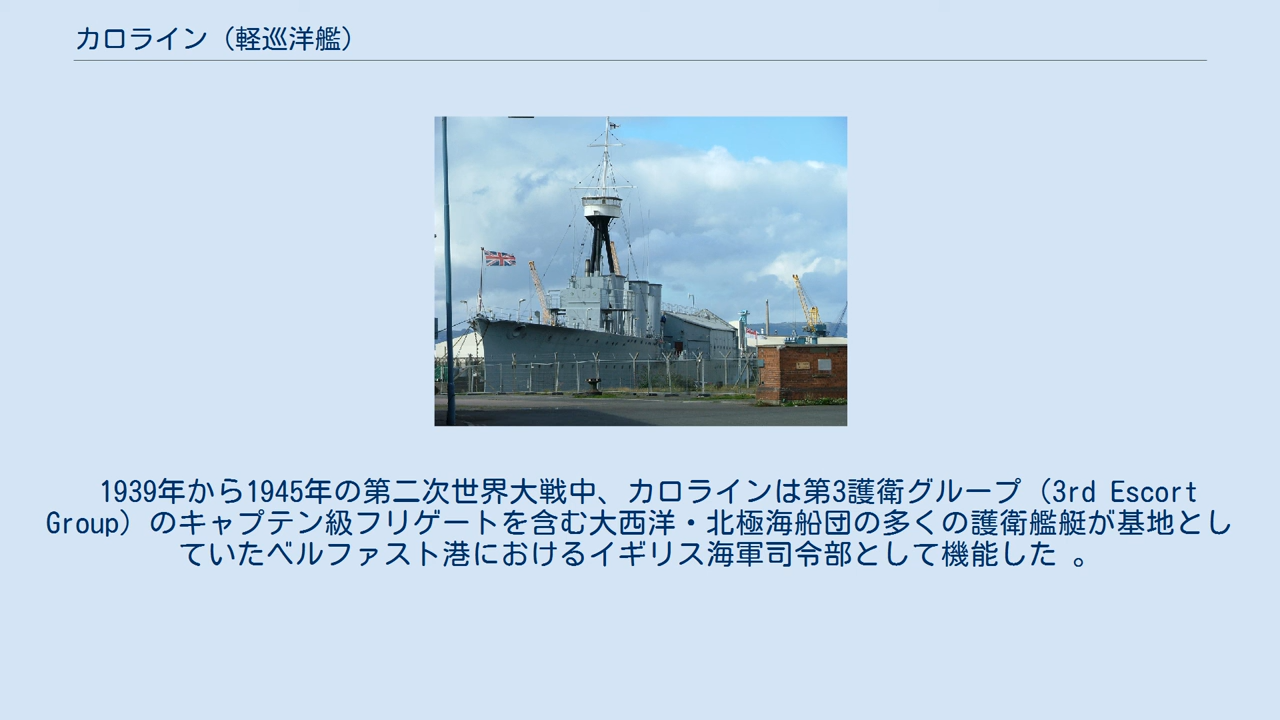 カロライン（軽巡洋艦）
1939年から1945年の第二次世界大戦中、カロラインは第3護衛グループ（3rd Escort
Group）のキャプテン級フリゲートを含む大西洋・北極海船団の多くの護衛艦艇が基地とし
ていたベルファスト港におけるイギリス海軍司令部として機能した 。